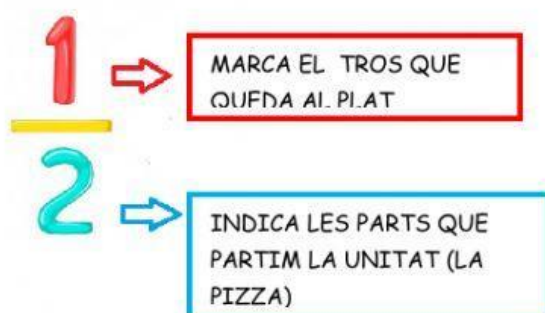 1
MARCA EL TROS QUE
QUEDA AL PLAT
2
INDICA LES PARTS QUE
PARTIM LA UNITAT (LA
PIZZA)